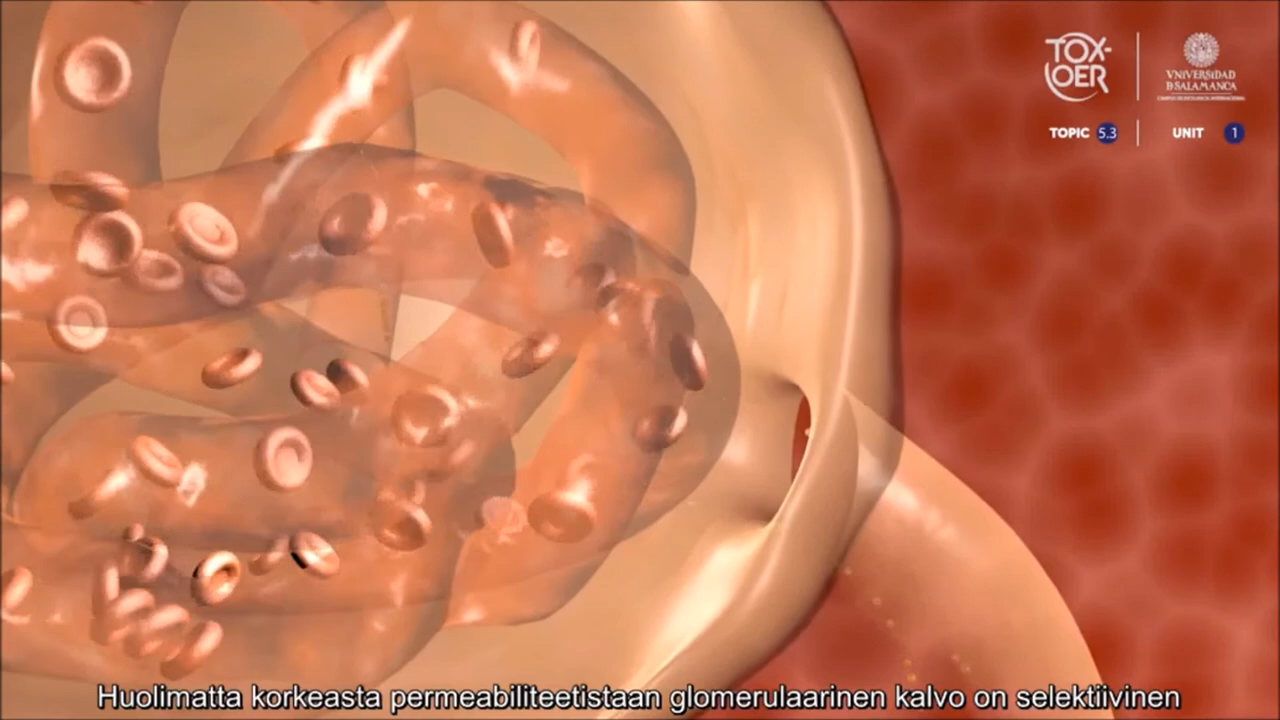 TOX-
OER
VNIVERSIDAD
D SALAMANCA
CAMPUS DE EXCELENCIA INTERNACIONAL
TOPIC 5.3
UNIT 1
Huolimatta korkeasta permeabiliteetistaan glomerulaarinen kalvo on selektiivinen